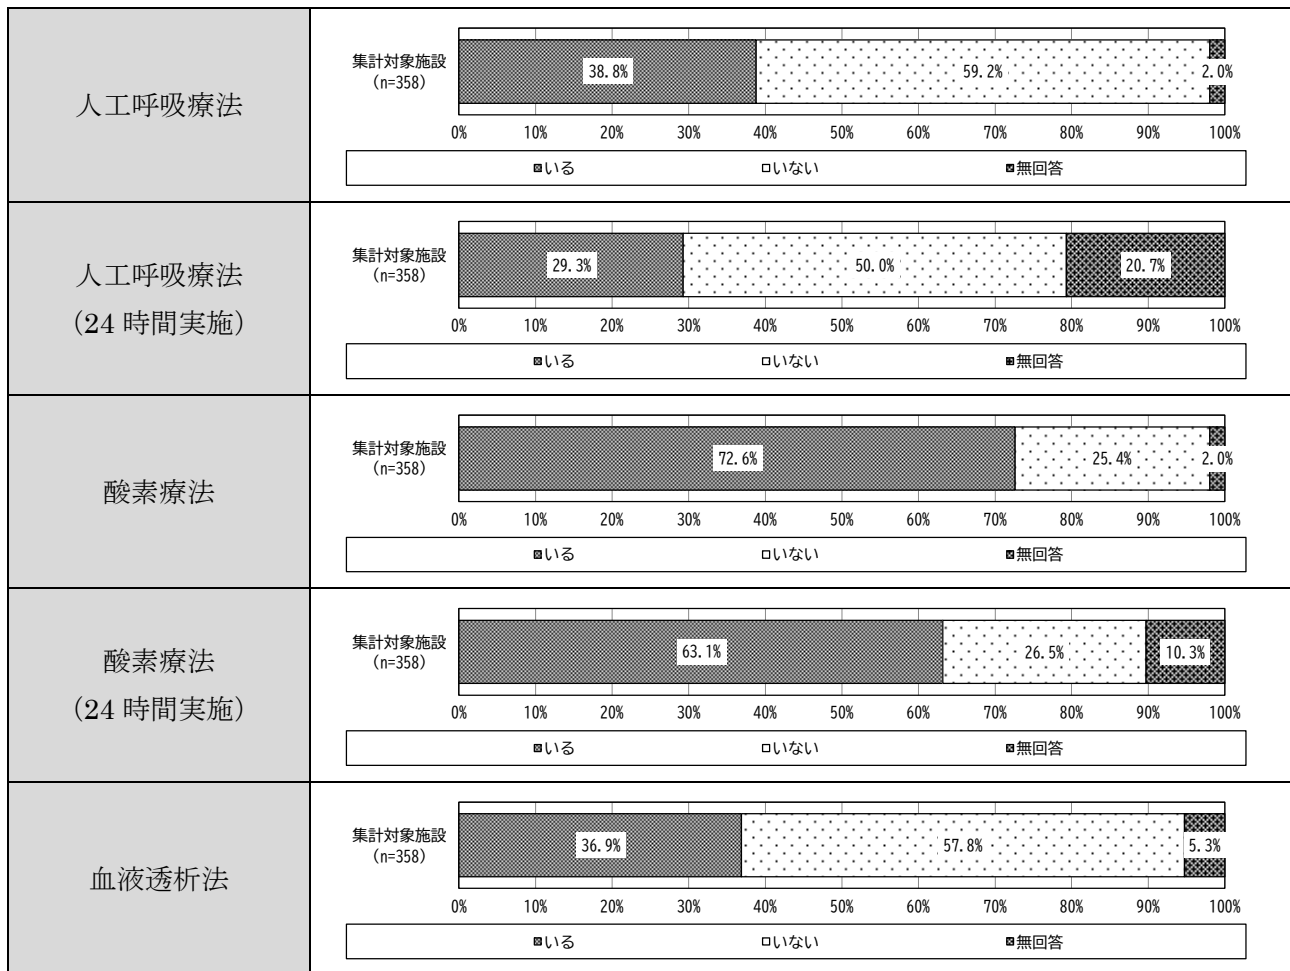 人工呼吸療法
集計対象施設
(n=358)
38.8%
59.2%
2.0%
0% 10% 20% 30% 40% 50% 60% 70% 80% 90% 100%
いる いない 無回答
人工呼吸療法
(24 時間実施)
集計対象施設
(n=358)
29.3%
50.0%
20.7%
0% 10% 20% 30% 40% 50% 60% 70% 80% 90% 100%
いる いない 無回答
酸素療法
集計対象施設
(n=358)
72.6%
25.4%
2.0%
0% 10% 20% 30% 40% 50% 60% 70% 80% 90% 100%
いる いない 無回答
酸素療法
(24 時間実施)
集計対象施設
(n=358)
63.1%
26.5%
10.3%
0% 10% 20% 30% 40% 50% 60% 70% 80% 90% 100%
いる いない 無回答
血液透析法
集計対象施設
(n=358)
36.9%
57.8%
5.3%
0% 10% 20% 30% 40% 50% 60% 70% 80% 90% 100%
いる いない 無回答